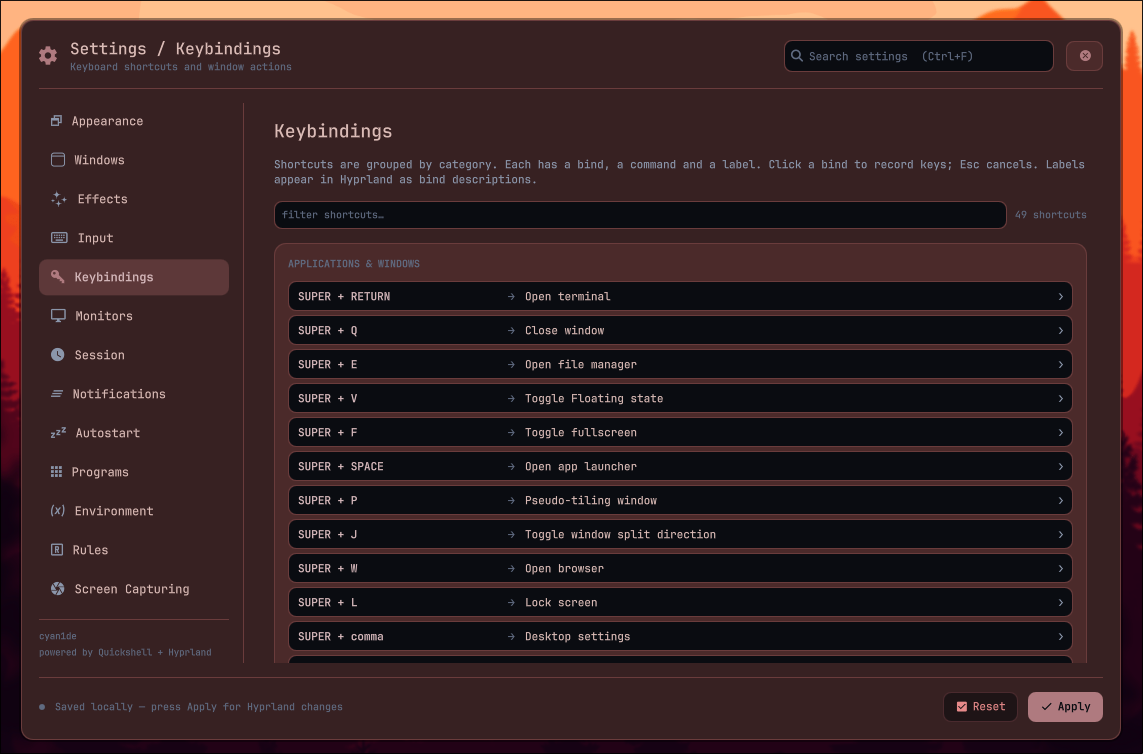 Settings / Keybindings
Keyboard shortcuts and window actions
Search settings (Ctrl+F)
Appearance
Windows
Effects
Input
Keybindings
Monitors
Session
Notifications
Autostart
Programs
Environment
Rules
Screen Capturing
cyan1de
powered by Quickshell + Hyprland
Keybindings
Shortcuts are grouped by category. Each has a bind, a command and a label. Click a bind to record keys; Esc cancels. Labels
appear in Hyprland as bind descriptions.
filter shortcuts…
49 shortcuts
APPLICATIONS & WINDOWS
SUPER + RETURN → Open terminal ›
SUPER + Q → Close window ›
SUPER + E → Open file manager ›
SUPER + V → Toggle Floating state ›
SUPER + F → Toggle fullscreen ›
SUPER + SPACE → Open app launcher ›
SUPER + P → Pseudo-tiling window ›
SUPER + J → Toggle window split direction ›
SUPER + W → Open browser ›
SUPER + L → Lock screen ›
SUPER + comma → Desktop settings ›
Saved locally — press Apply for Hyprland changes
Reset
Apply